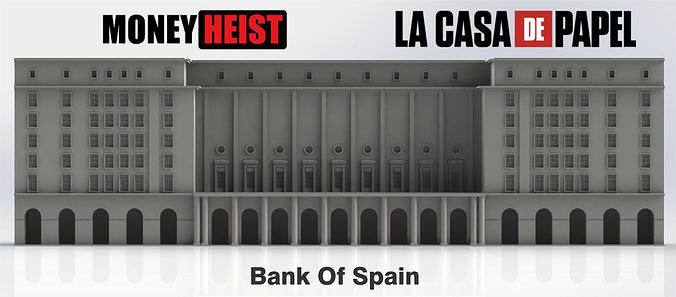 MONEY HEIST
LA CASA DE PAPEL
Bank Of Spain